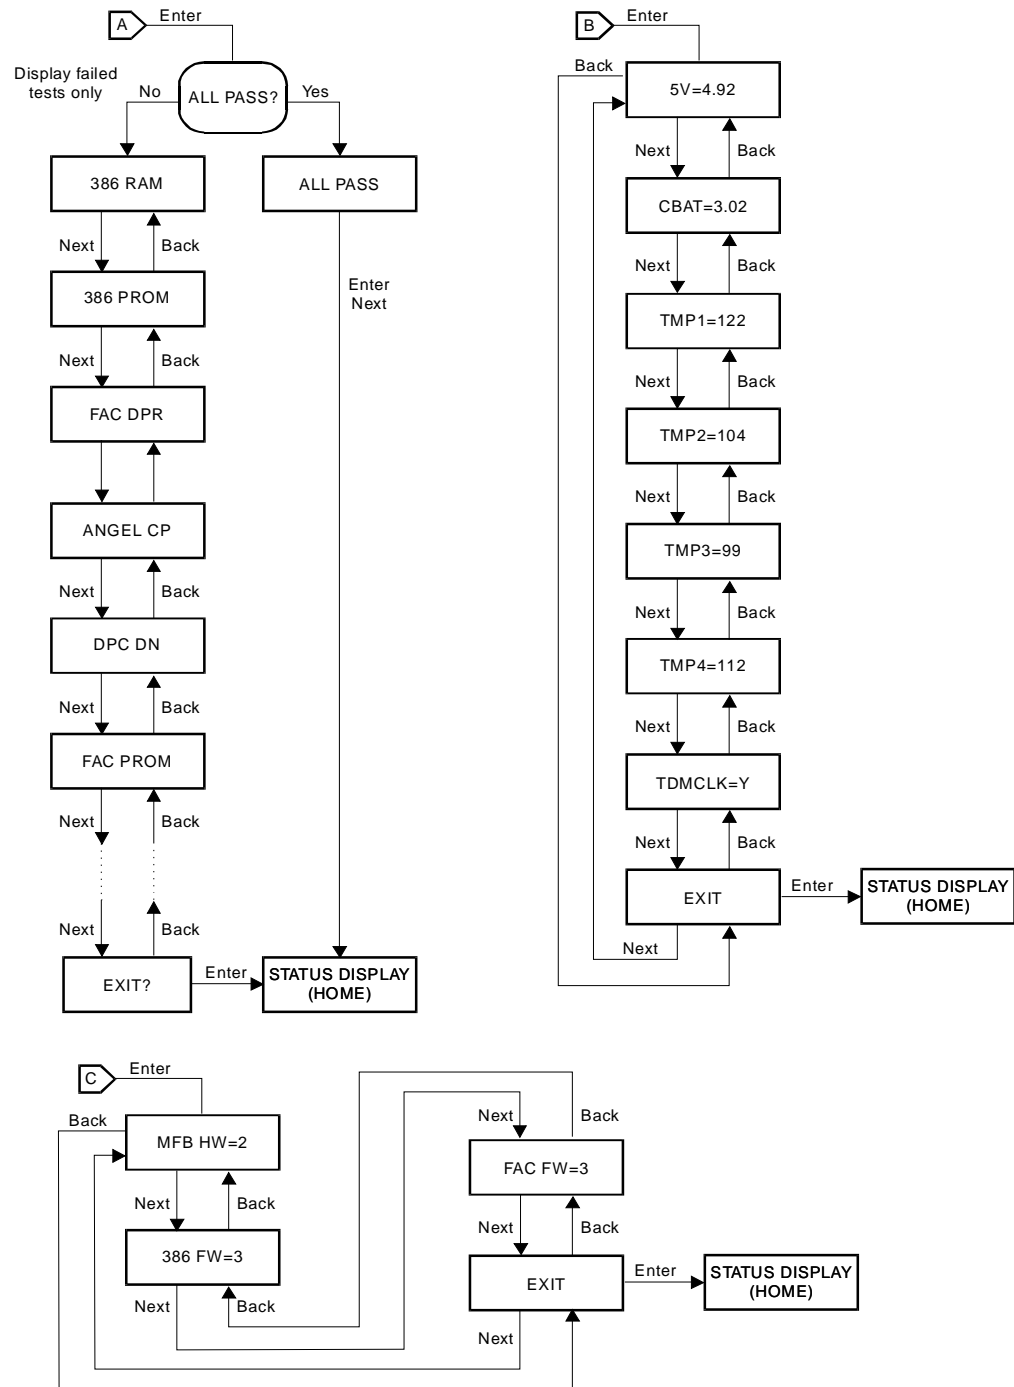 A
Enter
Display failed
tests only
No
ALL PASS?
Yes
386 RAM
ALL PASS
Next
Back
386 PROM
Enter
Next
Next
Back
FAC DPR
ANGEL CP
Next
Back
DPC DN
Next
Back
FAC PROM
Next
Back
Next
Back
EXIT?
Enter
STATUS DISPLAY
(HOME)
B
Enter
Back
5V=4.92
Next
Back
CBAT=3.02
Next
Back
TMP1=122
Next
Back
TMP2=104
Next
Back
TMP3=99
Next
Back
TMP4=112
Next
Back
TDMCLK=Y
Next
Back
EXIT
Enter
STATUS DISPLAY
(HOME)
Next
C
Enter
Back
MFB HW=2
Next
Back
386 FW=3
Next
Back
Next
Back
FAC FW=3
Next
Back
EXIT
Enter
STATUS DISPLAY
(HOME)
Next